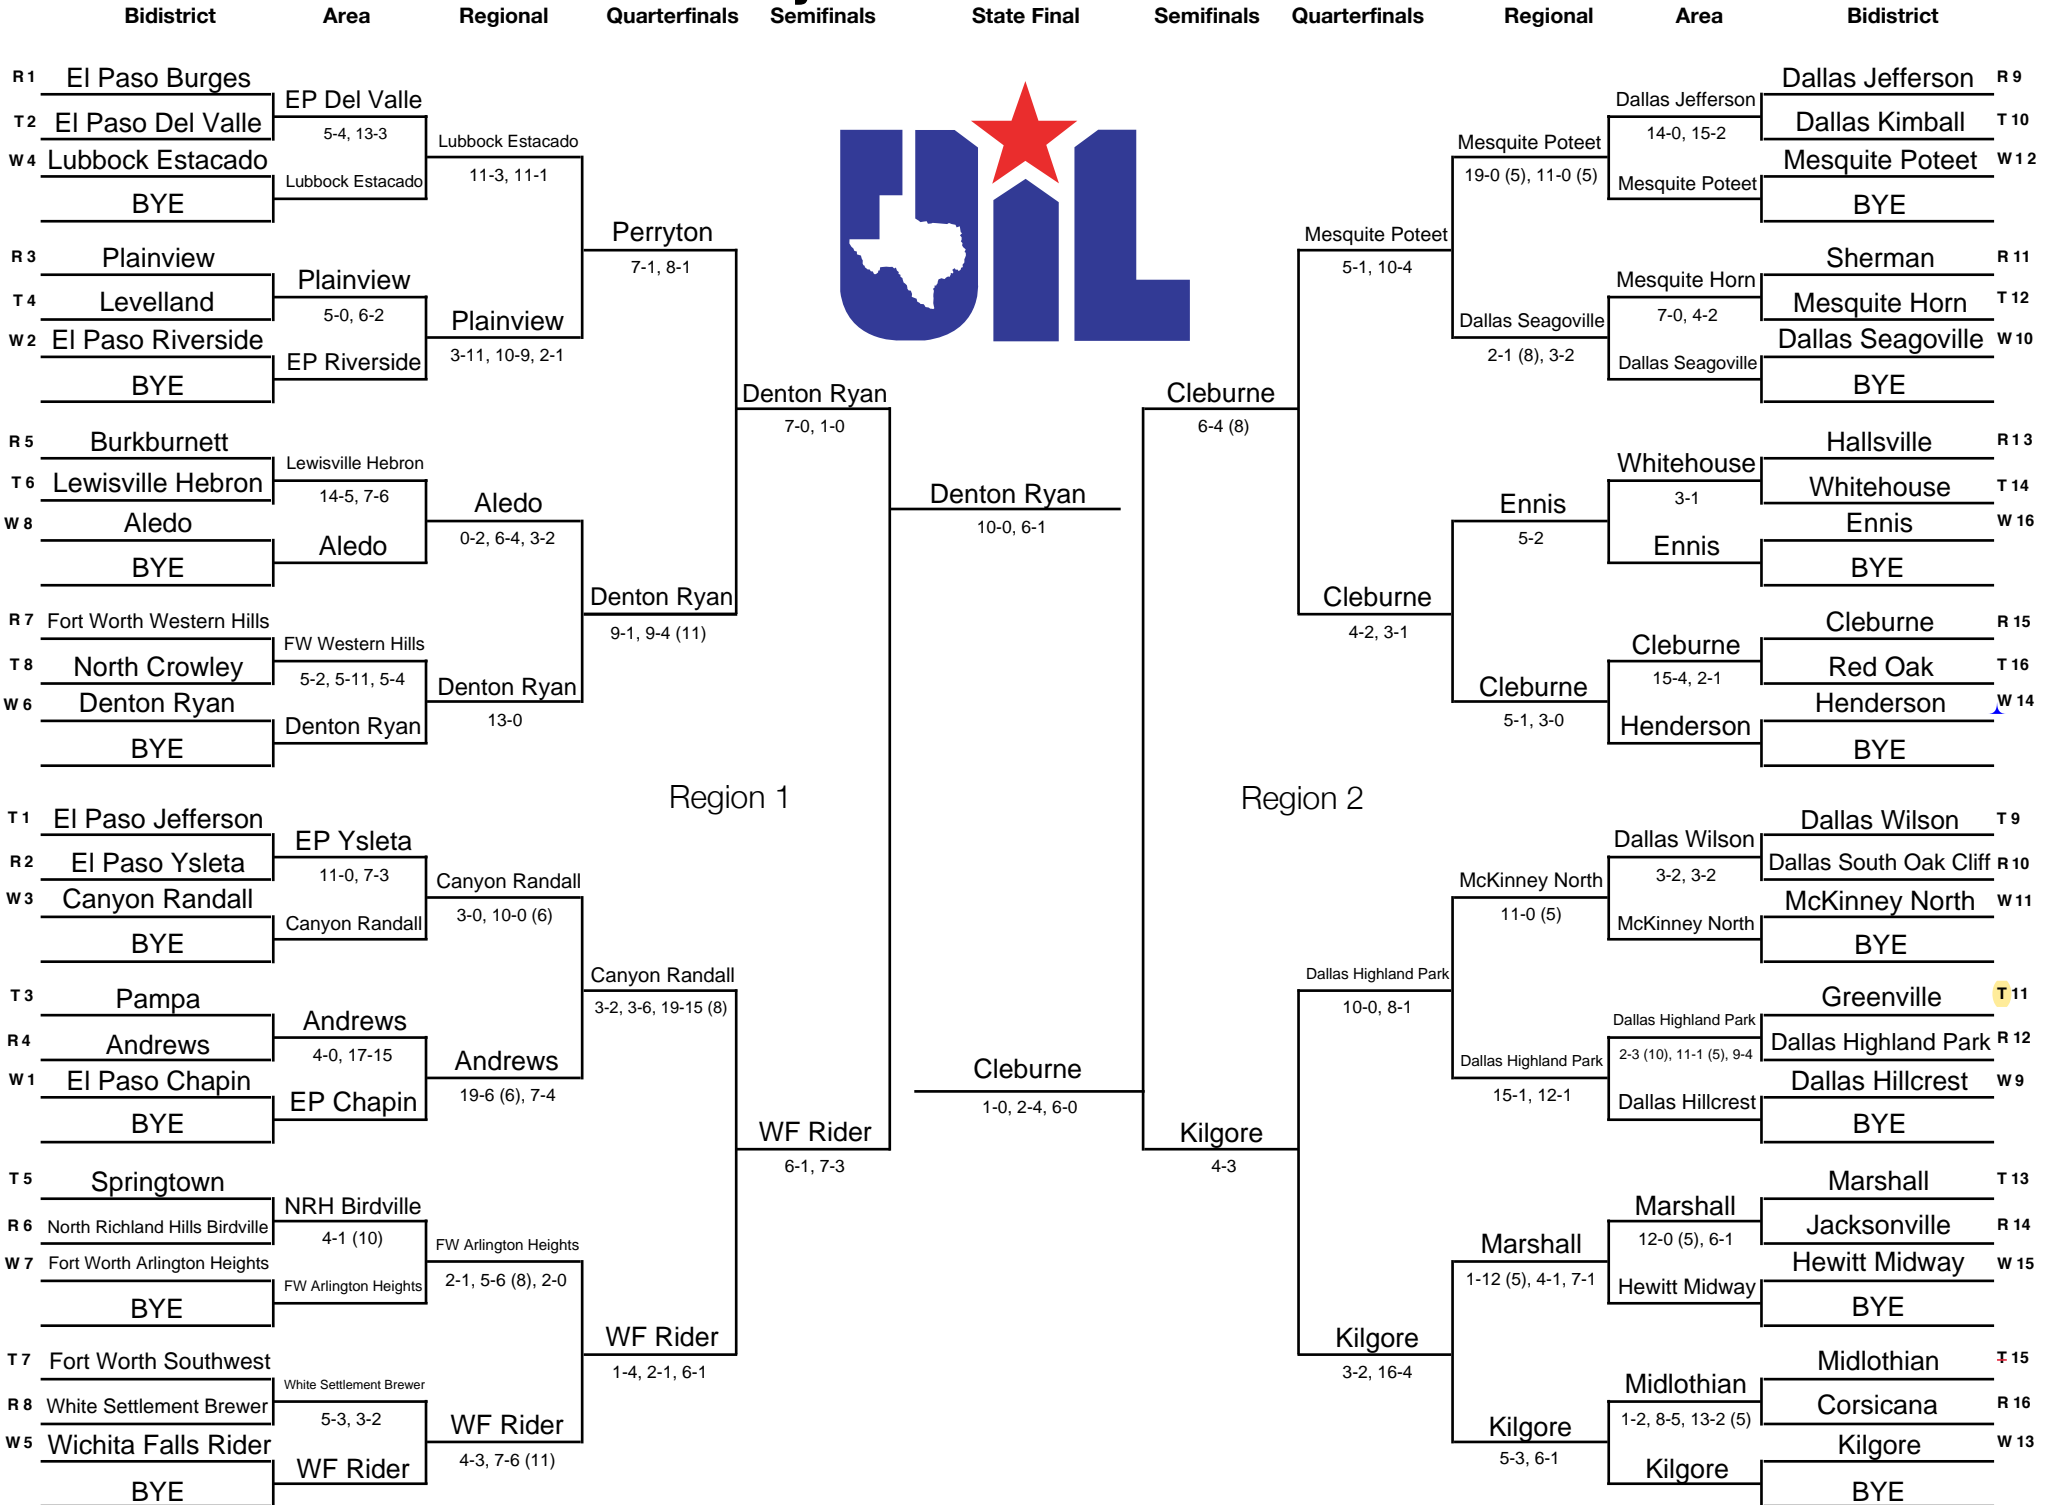 Bidistrict Area Regional Quarterfinals Semifinals State Final Semifinals Quarterfinals Regional Area Bidistrict
R 1 El Paso Burges
T 2 El Paso Del Valle
W 4 Lubbock Estacado
BYE
R 3 Plainview
T 4 Levelland
W 2 El Paso Riverside
BYE
R 5 Burkburnett
T 6 Lewisville Hebron
W 8 Aledo
BYE
R 7 Fort Worth Western Hills
T 8 North Crowley
W 6 Denton Ryan
BYE
T 1 El Paso Jefferson
R 2 El Paso Ysleta
W 3 Canyon Randall
BYE
T 3 Pampa
R 4 Andrews
W 1 El Paso Chapin
BYE
T 5 Springtown
R 6 North Richland Hills Birdville
W 7 Fort Worth Arlington Heights
BYE
T 7 Fort Worth Southwest
R 8 White Settlement Brewer
W 5 Wichita Falls Rider
BYE
EP Del Valle
5-4, 13-3
Lubbock Estacado
Plainview
5-0, 6-2
EP Riverside
Lewisville Hebron
14-5, 7-6
Aledo
FW Western Hills
5-2, 5-11, 5-4
Denton Ryan
EP Ysleta
11-0, 7-3
Canyon Randall
Andrews
4-0, 17-15
EP Chapin
NRH Birdville
4-1 (10)
FW Arlington Heights
White Settlement Brewer
5-3, 3-2
WF Rider
Lubbock Estacado
11-3, 11-1
Plainview
3-11, 10-9, 2-1
Aledo
0-2, 6-4, 3-2
Denton Ryan
13-0
Canyon Randall
3-0, 10-0 (6)
Andrews
19-6 (6), 7-4
FW Arlington Heights
2-1, 5-6 (8), 2-0
WF Rider
4-3, 7-6 (11)
Perryton
7-1, 8-1
Denton Ryan
9-1, 9-4 (11)
Region 1
Canyon Randall
3-2, 3-6, 19-15 (8)
WF Rider
1-4, 2-1, 6-1
Denton Ryan
7-0, 1-0
WF Rider
6-1, 7-3
UIL
Denton Ryan
10-0, 6-1
Cleburne
1-0, 2-4, 6-0
Cleburne
6-4 (8)
Kilgore
4-3
Mesquite Poteet
5-1, 10-4
Cleburne
4-2, 3-1
Region 2
Dallas Highland Park
10-0, 8-1
Kilgore
3-2, 16-4
Mesquite Poteet
19-0 (5), 11-0 (5)
Dallas Seagoville
2-1 (8), 3-2
Ennis
5-2
Cleburne
5-1, 3-0
McKinney North
11-0 (5)
Dallas Highland Park
15-1, 12-1
Marshall
1-12 (5), 4-1, 7-1
Kilgore
5-3, 6-1
Dallas Jefferson
14-0, 15-2
Mesquite Poteet
Mesquite Horn
7-0, 4-2
Dallas Seagoville
Whitehouse
3-1
Ennis
Cleburne
15-4, 2-1
Henderson
Dallas Wilson
3-2, 3-2
McKinney North
Dallas Highland Park
2-3 (10), 11-1 (5), 9-4
Dallas Hillcrest
Marshall
12-0 (5), 6-1
Hewitt Midway
Midlothian
1-2, 8-5, 13-2 (5)
Kilgore
Dallas Jefferson R 9
Dallas Kimball T 10
Mesquite Poteet W 1 2
BYE
Sherman R 11
Mesquite Horn T 12
Dallas Seagoville W 10
BYE
Hallsville R 1 3
Whitehouse T 14
Ennis W 16
BYE
Cleburne R 15
Red Oak T 16
Henderson W 14
BYE
Dallas Wilson T 9
Dallas South Oak Cliff R 10
McKinney North W 11
BYE
Greenville T 11
Dallas Highland Park R 12
Dallas Hillcrest W 9
BYE
Marshall T 13
Jacksonville R 14
Hewitt Midway W 15
BYE
Midlothian T 15
Corsicana R 16
Kilgore W 13
BYE